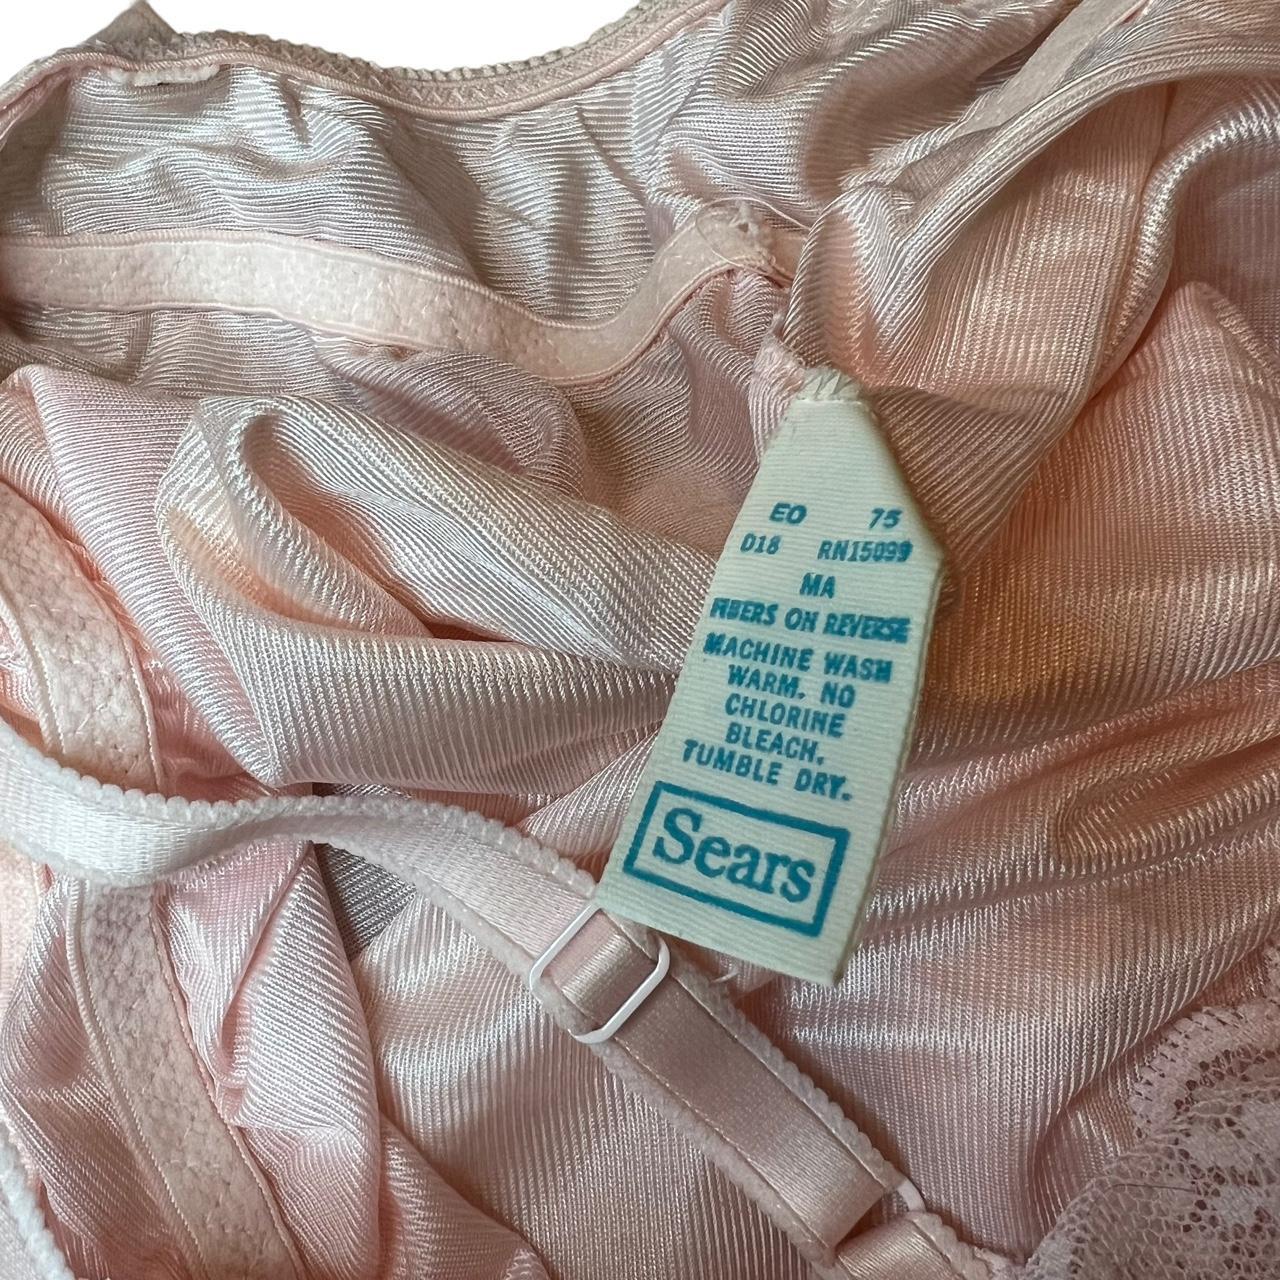 EO 75
D18 RN15099
MA
FIBERS ON REVERSE
MACHINE WASH
WARM. NO
CHLORINE
BLEACH.
TUMBLE DRY.
Sears